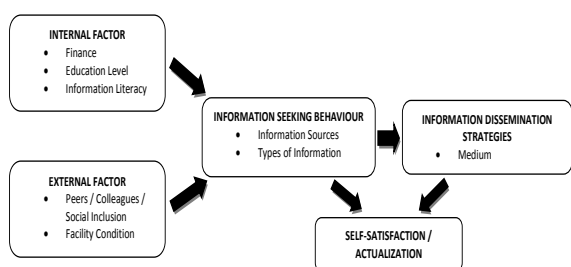 INTERNAL FACTOR
• Finance
• Education Level
• Information Literacy
EXTERNAL FACTOR
• Peers / Colleagues /
Social Inclusion
• Facility Condition
INFORMATION SEEKING BEHAVIOUR
• Information Sources
• Types of Information
INFORMATION DISSEMINATION
STRATEGIES
• Medium
SELF-SATISFACTION /
ACTUALIZATION